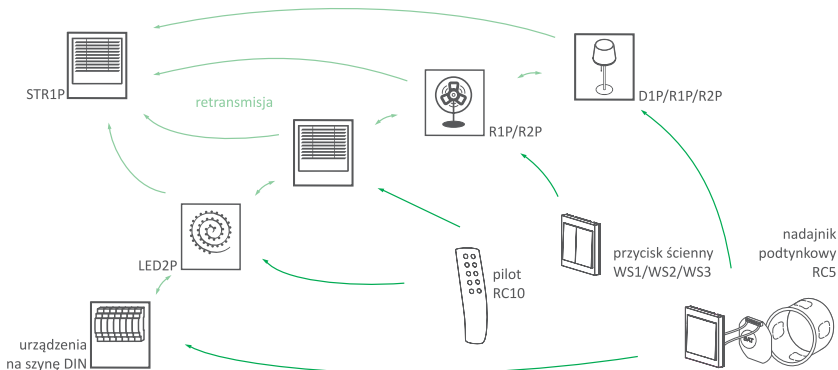 STR1P
retransmisja
R1P/R2P
D1P/R1P/R2P
LED2P
pilot
RC10
przycisk ścienny
WS1/WS2/WS3
nadajnik
podtynkowy
RC5
urządzenia
na szynę DIN
BAT